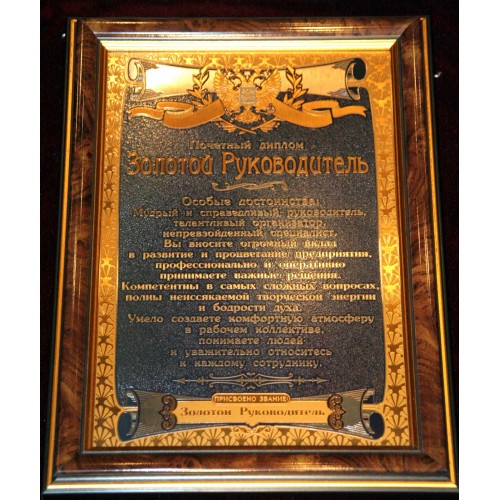 Почетный диплом
Золотой Руководитель
Особые достоинства:
Мудрый и справедливый руководитель,
талантливый организатор,
непревзойденный специалист.
Вы вносите огромный вклад
в развитие и процветание предприятия,
профессионально и оперативно
принимаете важные решения.
Компетентны в самых сложных вопросах,
полны неиссякаемой творческой энергии
и бодрости духа.
Умело создаете комфортную атмосферу
в рабочем коллективе,
понимаете людей
и уважительно относитесь
к каждому сотруднику.
ПРИСВОЕНО ЗВАНИЕ
Золотой Руководитель